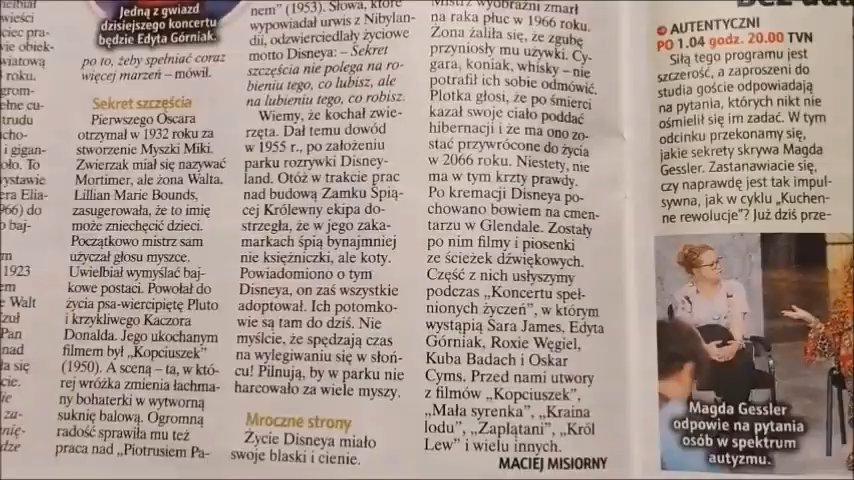 Jedną z gwiazd
dzisiejszego koncertu
będzie Edyta Górniak.
po to, żeby spełniać coraz
więcej marzeń – mówił.
Sekret szczęścia
Pierwszego Oscara
otrzymał w 1932 roku za
stworzenie Myszki Miki.
Zwierzak miał się nazywać
Mortimer, ale żona Walta,
Lillian Marie Bounds,
zasugerowała, że to imię
może zniechęcić dzieci.
Początkowo mistrz sam
użyczał głosu myszce.
Uwielbiał wymyślać baj-
kowe postaci. Powołał do
życia psa-wiercipiętę Pluto
i krzykliwego Kaczora
Donalda. Jego ukochanym
filmem był „Kopciuszek”
(1950). A sceną – ta, w któ-
rej wróżka zmienia łachma-
ny bohaterki w wytworną
suknię balową. Ogromną
radość sprawiła mu też
praca nad „Piotrusiem Pa-
nem” (1953). Słowa, które
wypowiadał urwis z Nibylan-
dii, odzwierciedlały życiowe
motto Disneya: – Sekret
szczęścia nie polega na ro-
bieniu tego, co lubisz, ale
na lubieniu tego, co robisz.
Wiemy, że kochał zwie-
rzęta. Dał temu dowód
w 1955 r., po założeniu
parku rozrywki Disney-
land. Otóż w trakcie prac
nad budową Zamku Śpią-
cej Królewny ekipa do-
strzegła, że w jego zaka-
markach śpią bynajmniej
nie księżniczki, ale koty.
Powiadomiono o tym
Disneya, on zaś wszystkie
adoptował. Ich potomko-
wie są tam do dziś. Nie
myślcie, że spędzają czas
na wylegiwaniu się w słoń-
cu! Pilnują, by w parku nie
harcowało za wiele myszy.
Mroczne strony
Życie Disneya miało
swoje blaski i cienie.
Mistrz wyobraźni zmarł
na raka płuc w 1966 roku.
Żona żaliła się, że zgubę
przyniosły mu używki. Cy-
gara, koniak, whisky – nie
potrafił ich sobie odmówić.
Plotka głosi, że po śmierci
kazał swoje ciało poddać
hibernacji i że ma ono zo-
stać przywrócone do życia
w 2066 roku. Niestety, nie
ma w tym krzty prawdy.
Po kremacji Disneya po-
chowano bowiem na cmen-
tarzu w Glendale. Zostały
po nim filmy i piosenki
ze ścieżek dźwiękowych.
Część z nich usłyszymy
podczas „Koncertu speł-
nionych życzeń”, w którym
wystąpią Sara James, Edyta
Górniak, Roxie Węgiel,
Kuba Badach i Oskar
Cyms. Przed nami utwory
z filmów „Kopciuszek”,
„Mała syrenka”, „Kraina
lodu”, „Zaplątani”, „Król
Lew” i wielu innych.
MACIEJ MISIORNY
AUTENTYCZNI
PO 1.04 godz. 20.00 TVN
Siłą tego programu jest
szczerość, a zaproszeni do
studia goście odpowiadają
na pytania, których nikt nie
ośmielił się im zadać. W tym
odcinku przekonamy się,
jakie sekrety skrywa Magda
Gessler. Zastanawiacie się,
czy naprawdę jest tak impul-
sywna, jak w cyklu „Kuchen-
ne rewolucje”? Już dziś prze-
Magda Gessler
odpowie na pytania
osób w spektrum
autyzmu.